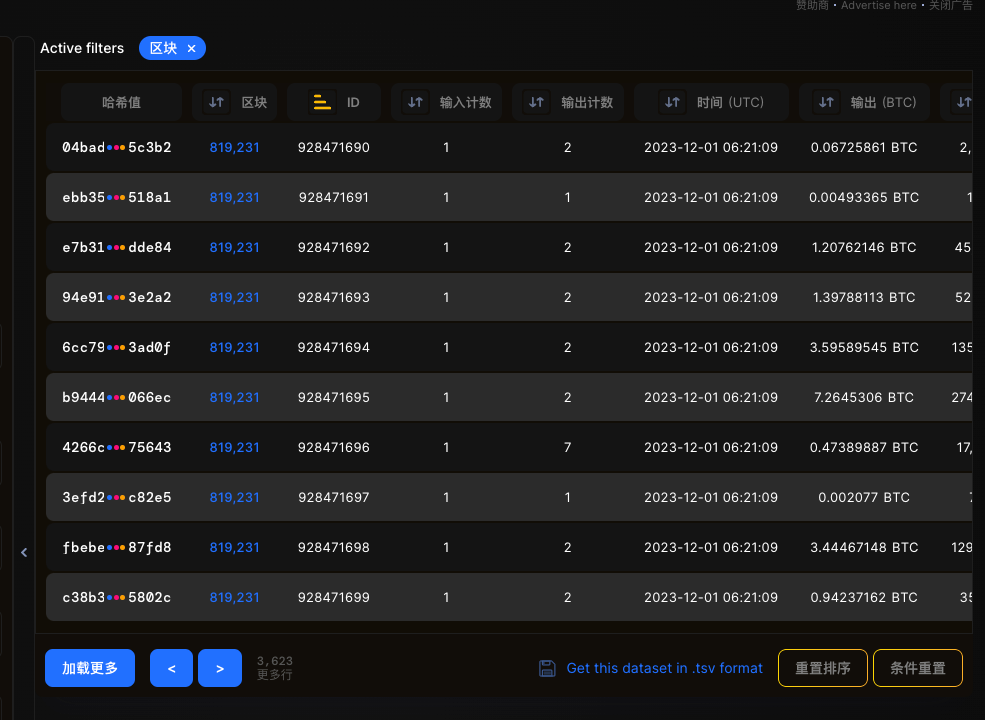 赞助商 • Advertise here • 关闭广告
Active filters 区块 ×
哈希值 区块 ID 输入计数 输出计数 时间 (UTC) 输出 (BTC)
04bad 5c3b2 819,231 928471690 1 2 2023-12-01 06:21:09 0.06725861 BTC 2,
ebb35 518a1 819,231 928471691 1 1 2023-12-01 06:21:09 0.00493365 BTC 1
e7b31 dde84 819,231 928471692 1 2 2023-12-01 06:21:09 1.20762146 BTC 45
94e91 3e2a2 819,231 928471693 1 2 2023-12-01 06:21:09 1.39788113 BTC 52
6cc79 3ad0f 819,231 928471694 1 2 2023-12-01 06:21:09 3.59589545 BTC 135
b9444 066ec 819,231 928471695 1 2 2023-12-01 06:21:09 7.2645306 BTC 274
4266c 75643 819,231 928471696 1 7 2023-12-01 06:21:09 0.47389887 BTC 17,
3efd2 c82e5 819,231 928471697 1 1 2023-12-01 06:21:09 0.002077 BTC
fbebe 87fd8 819,231 928471698 1 2 2023-12-01 06:21:09 3.44467148 BTC 129
c38b3 5802c 819,231 928471699 1 2 2023-12-01 06:21:09 0.94237162 BTC 35
加载更多 < > 3,623 Get this dataset in .tsv format 重置排序 条件重置
更多行